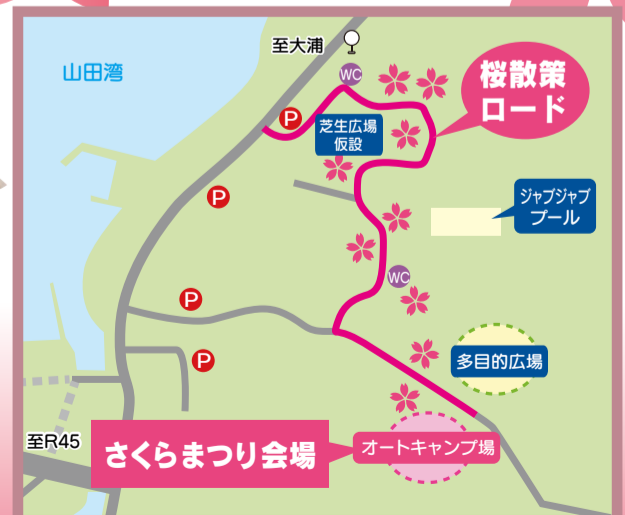 至大浦
山田湾
WC
桜散策
ロード
P
芝生広場
仮設
P
ジャブジャブ
プール
WC
P
P
多目的広場
至R45
さくらまつり会場
オートキャンプ場